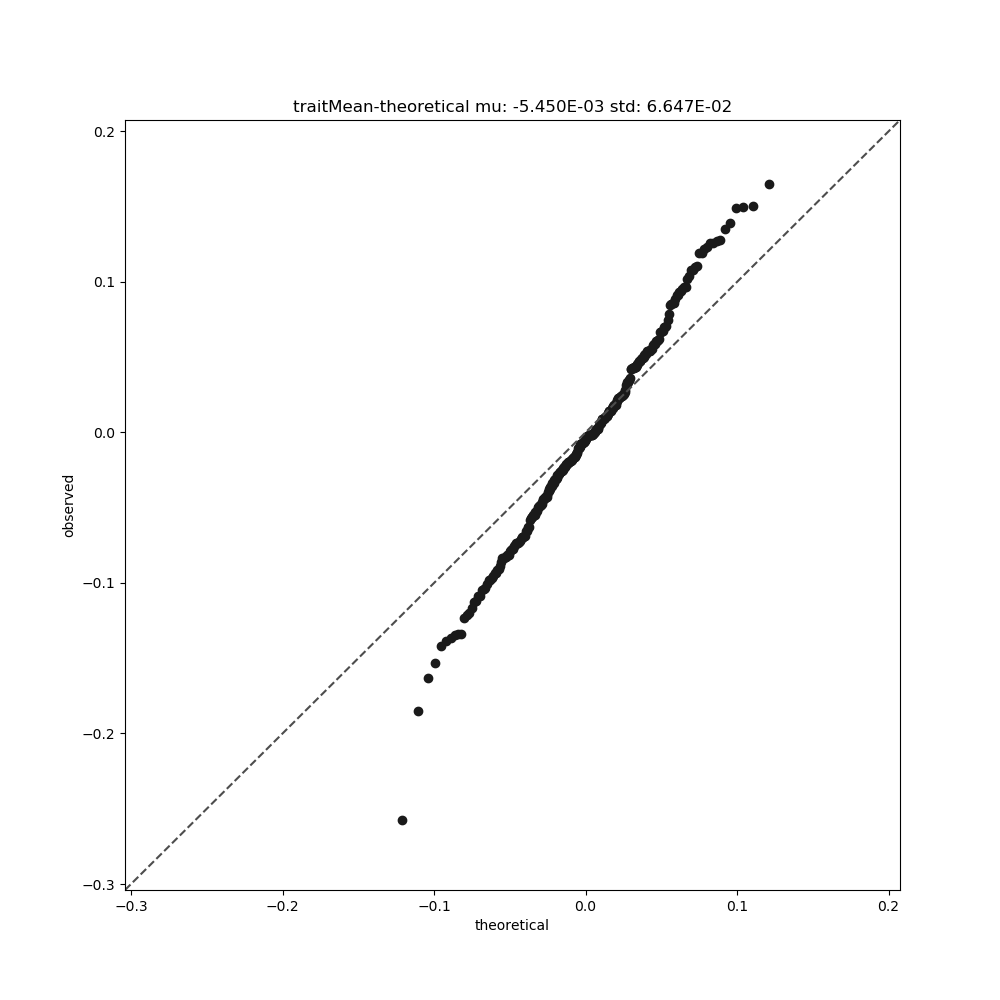 traitMean-theoretical mu: -5.450E-03 std: 6.647E-02
0.2
0.1
0.0
−0.1
−0.2
−0.3
observed
−0.3 −0.2 −0.1 0.0 0.1 0.2
theoretical